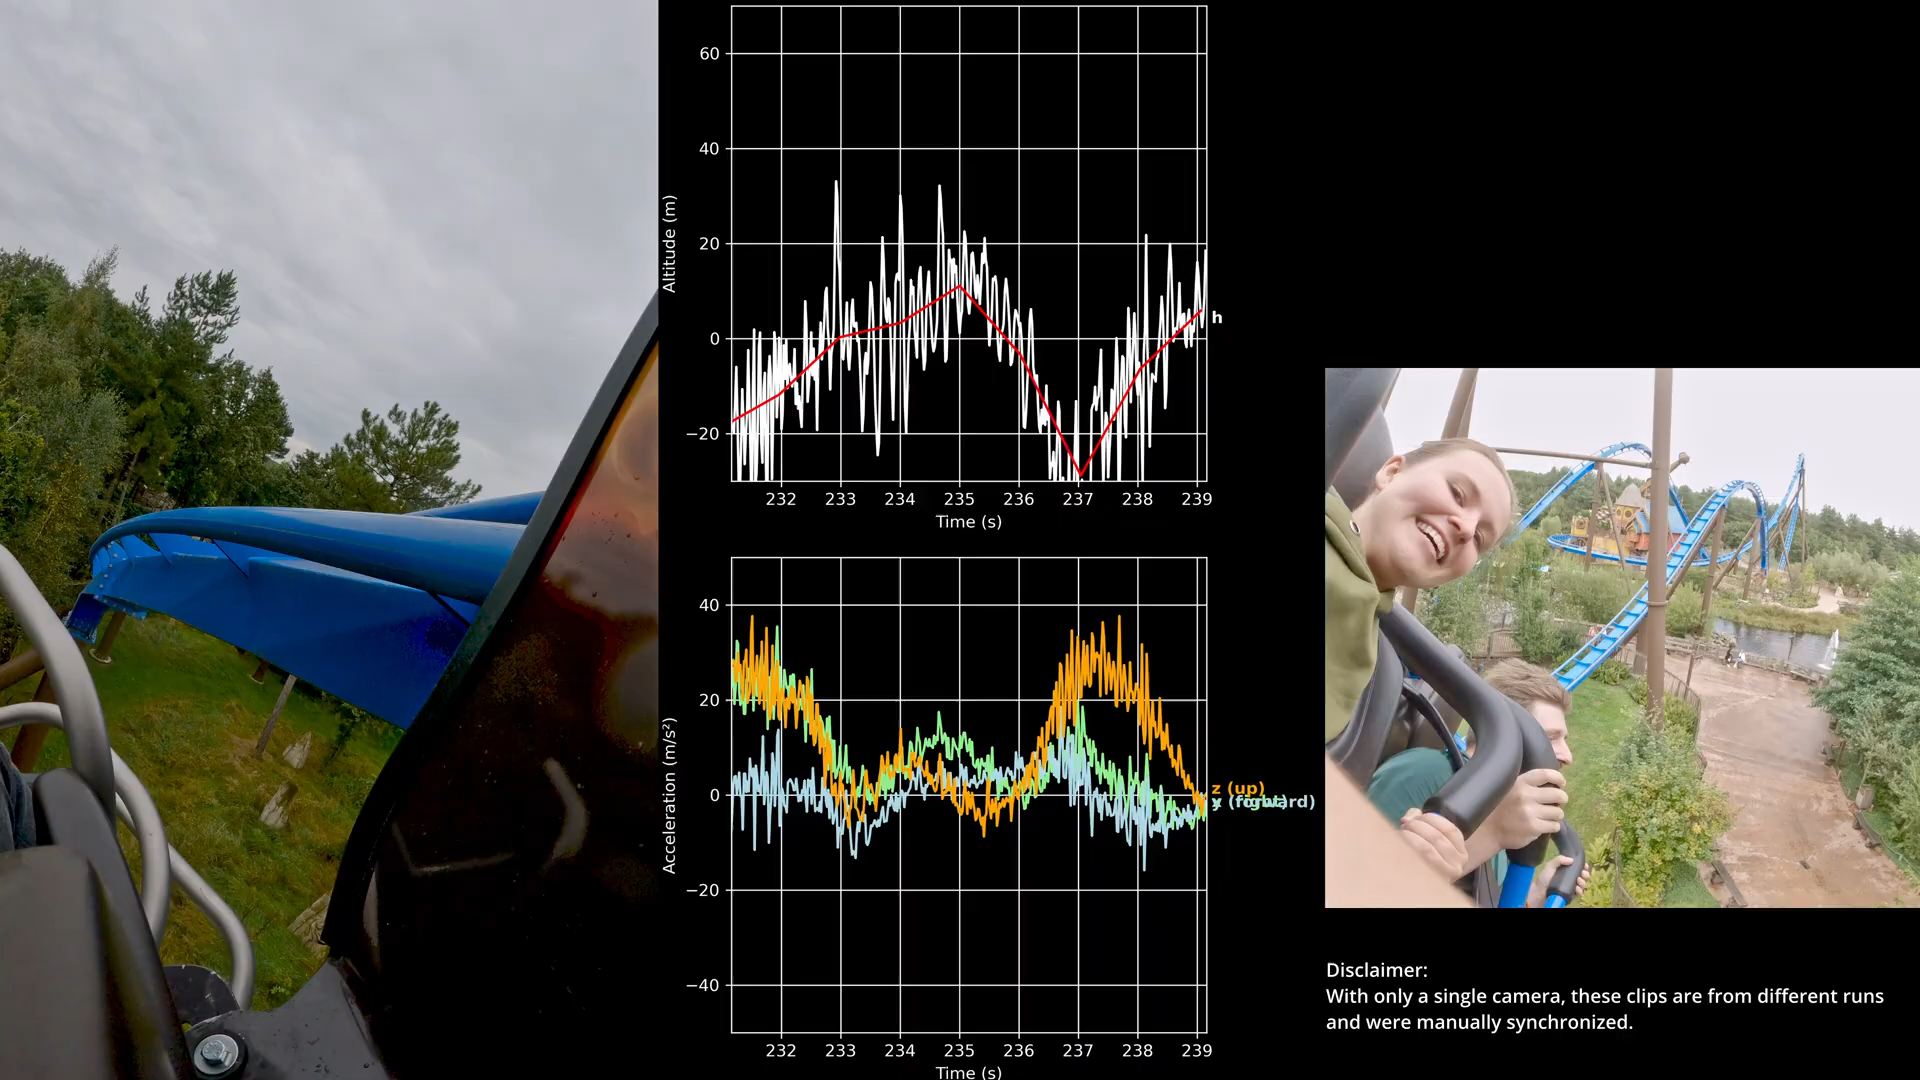 60
40
20
0
−20
Altitude (m)
h
232 233 234 235 236 237 238 239
Time (s)
40
20
0
−20
−40
Acceleration (m/s²)
z (up)
232 233 234 235 236 237 238 239
Time (s)
Disclaimer:
With only a single camera, these clips are from different runs
and were manually synchronized.